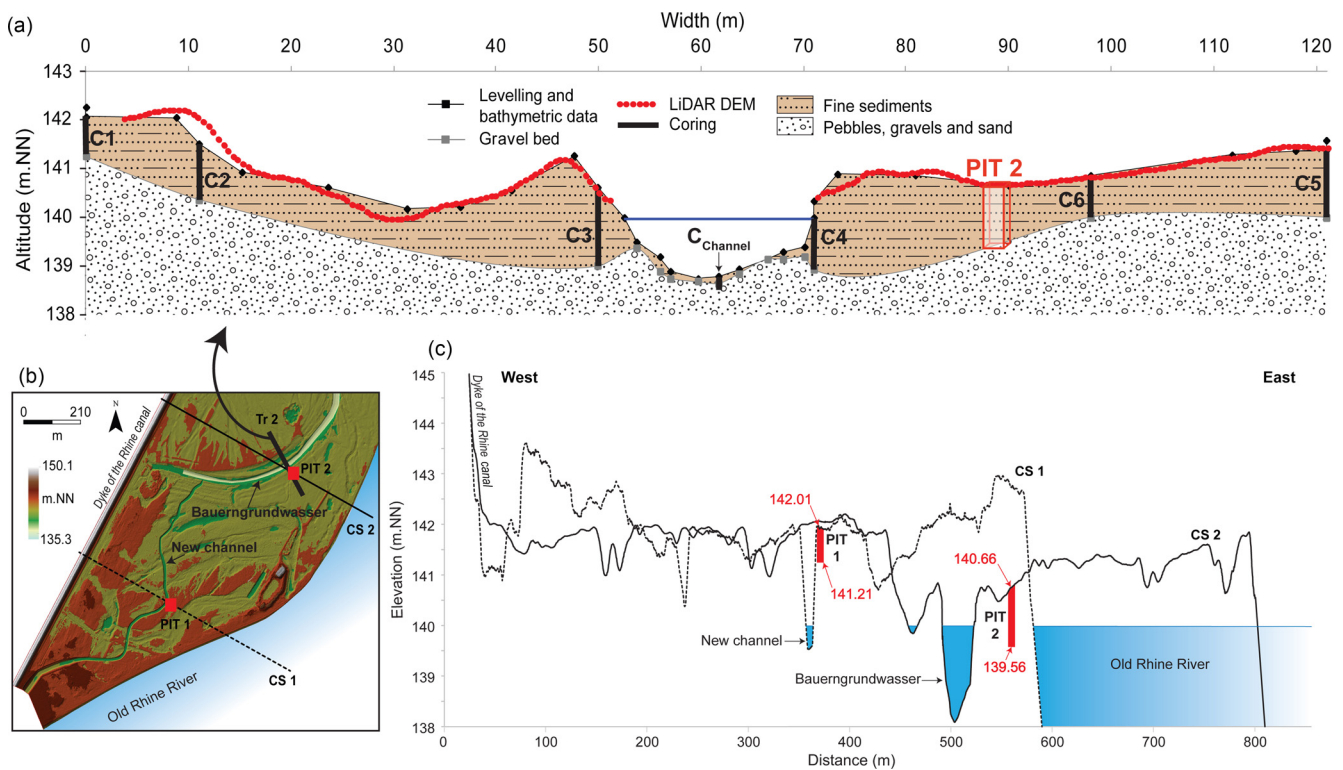 (a)
Width (m)
0 10 20 30 40 50 60 70 80 90 100 110 120
Altitude (m.NN)
143
142
141
140
139
138
Levelling and
bathymetric data
Gravel bed
LiDAR DEM
Coring
Fine sediments
Pebbles, gravels and sand
C1
C2
C3
C Channel
C4
PIT 2
C6
C5
(b)
0 210
m
N
150.1
m.NN
135.3
Dyke of the Rhine canal
Tr 2
PIT 2
Bauerngrundwasser
CS 2
New channel
PIT 1
CS 1
Old Rhine River
(c)
West
East
Elevation (m.NN)
145
144
143
142
141
140
139
138
Dyke of the Rhine canal
CS 1
142.01
PIT
1
141.21
CS 2
140.66
PIT
2
139.56
New channel
Bauerngrundwasser
Old Rhine River
0 100 200 300 400 500 600 700 800
Distance (m)